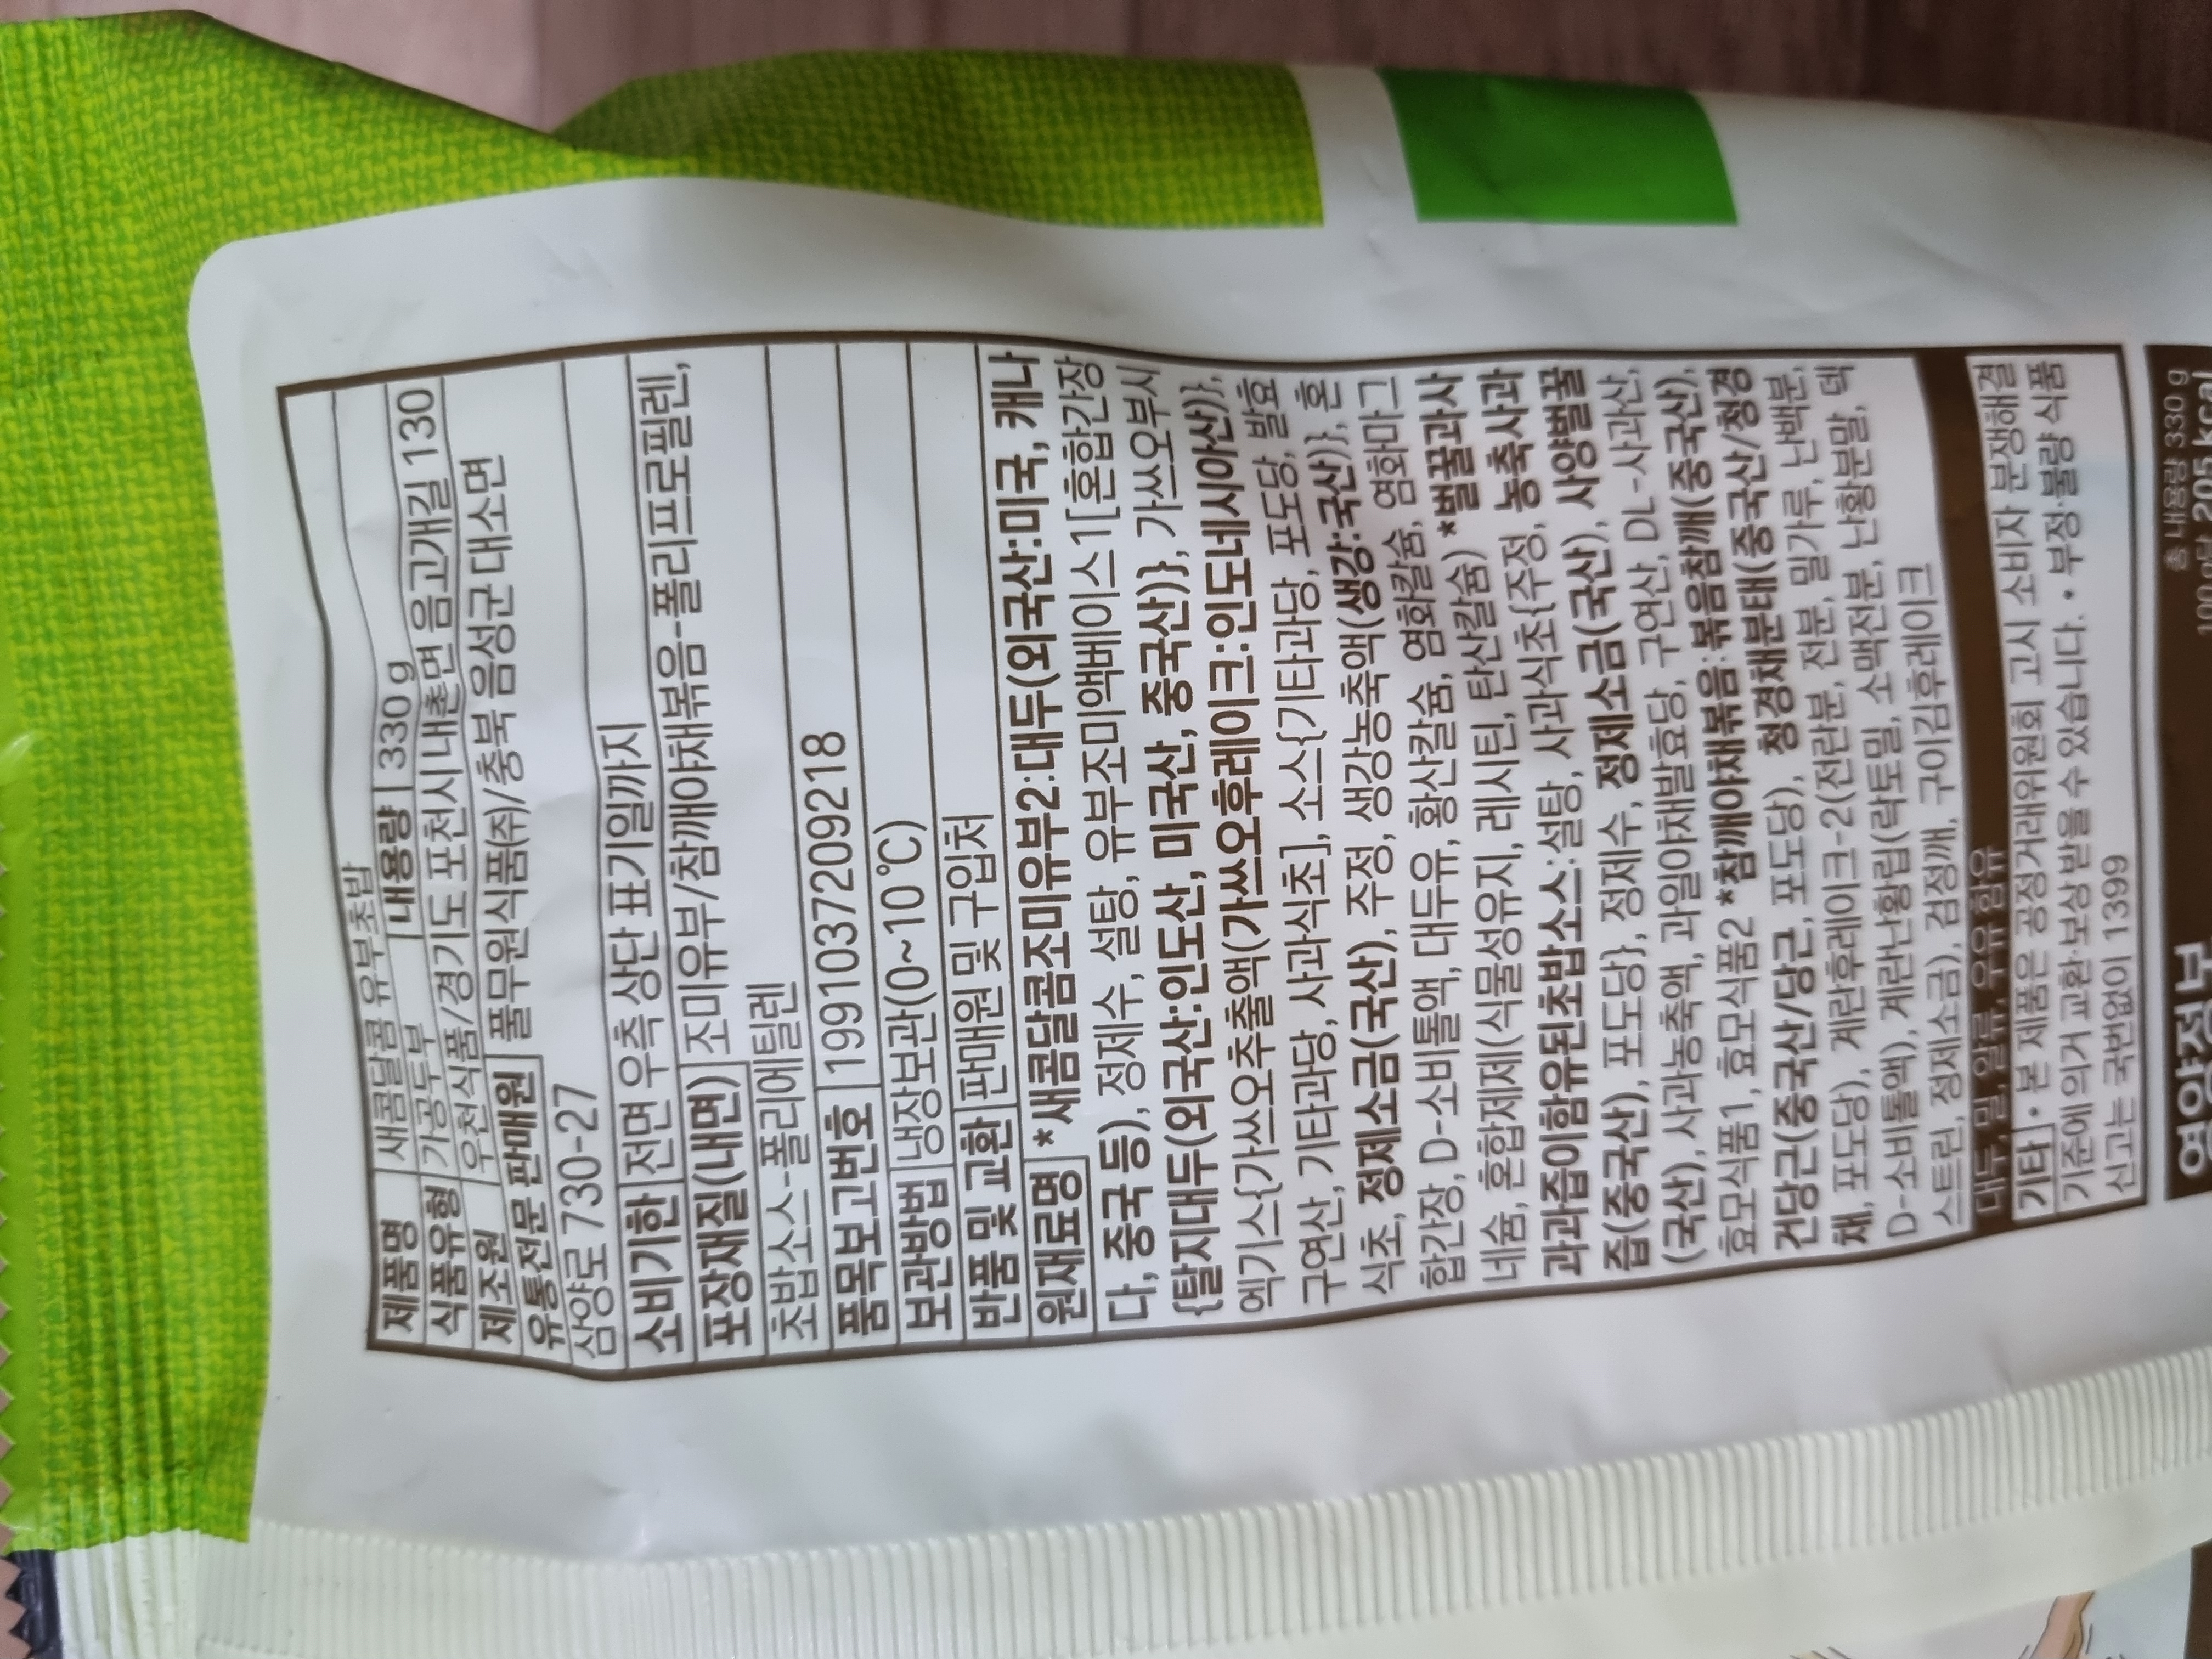 제품명 새콤달콤 유부초밥
식품유형 가공두부 내용량 330 g
제조원 우천식품/경기도 포천시 내촌면 음고개길 130
유통전문 판매원 풀무원식품(주)/충북 음성군 대소면
삼양로 730-27
소비기한 전면 우측 상단 표기일까지
포장재질(내면) 조미유부/참깨야채볶음-폴리프로필렌,
초밥소스-폴리에틸렌
품목보고번호 19910372209218
보관방법 냉장보관(0~10℃)
반품 및 교환 판매원 및 구입처
원재료명 *새콤달콤조미유부2:대두(외국산:미국, 캐나
다, 중국 등), 정제수, 설탕, 유부조미액베이스1[혼합간장
{탈지대두(외국산:인도산, 미국산, 중국산)}, 가쓰오부시
엑기스{가쓰오추출액(가쓰오후레이크:인도네시아산)},
구연산, 기타과당, 사과식초], 소스{기타과당, 포도당, 발효
식초, 정제소금(국산), 주정, 생강농축액(생강:국산)}, 혼
합간장, D-소비톨액, 대두유, 황산칼슘, 염화칼슘, 염화마그
네슘, 혼합제제(식물성유지, 레시틴, 탄산칼슘) *벌꿀과사
과과즙이함유된초밥소스:설탕, 사과식초{주정, 농축사과
즙(중국산), 포도당}, 정제수, 정제소금(국산), 사양벌꿀
(국산), 사과농축액, 과일야채발효당, 구연산, DL-사과산,
효모식품1, 효모식품2 *참깨야채볶음:볶음참깨(중국산),
건당근(중국산/당근, 포도당), 청경채분태(중국산/청경
채, 포도당), 계란후레이크-2(전란분, 전분, 밀가루, 난백분,
D-소비톨액), 계란난황립(락토밀, 소맥전분, 난황분말, 덱
스트린, 정제소금), 검정깨, 구이김후레이크
대두, 밀, 알류, 우유 함유
기타 • 본 제품은 공정거래위원회 고시 소비자 분쟁해결
기준에 의거 교환·보상 받을 수 있습니다. • 부정·불량 식품
신고는 국번없이 1399
영양정보
총 내용량 330 g
100 g당 205 kcal